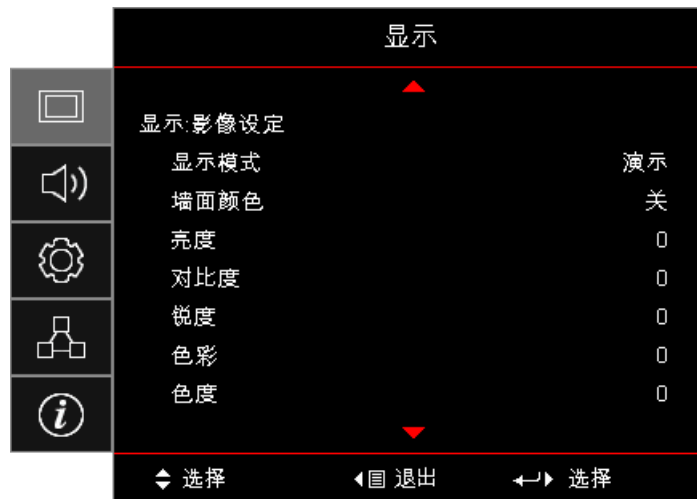 显示
显示:影像设定
显示模式 演示
墙面颜色 关
亮度 0
对比度 0
锐度 0
色彩 0
色度 0
选择 退出 选择